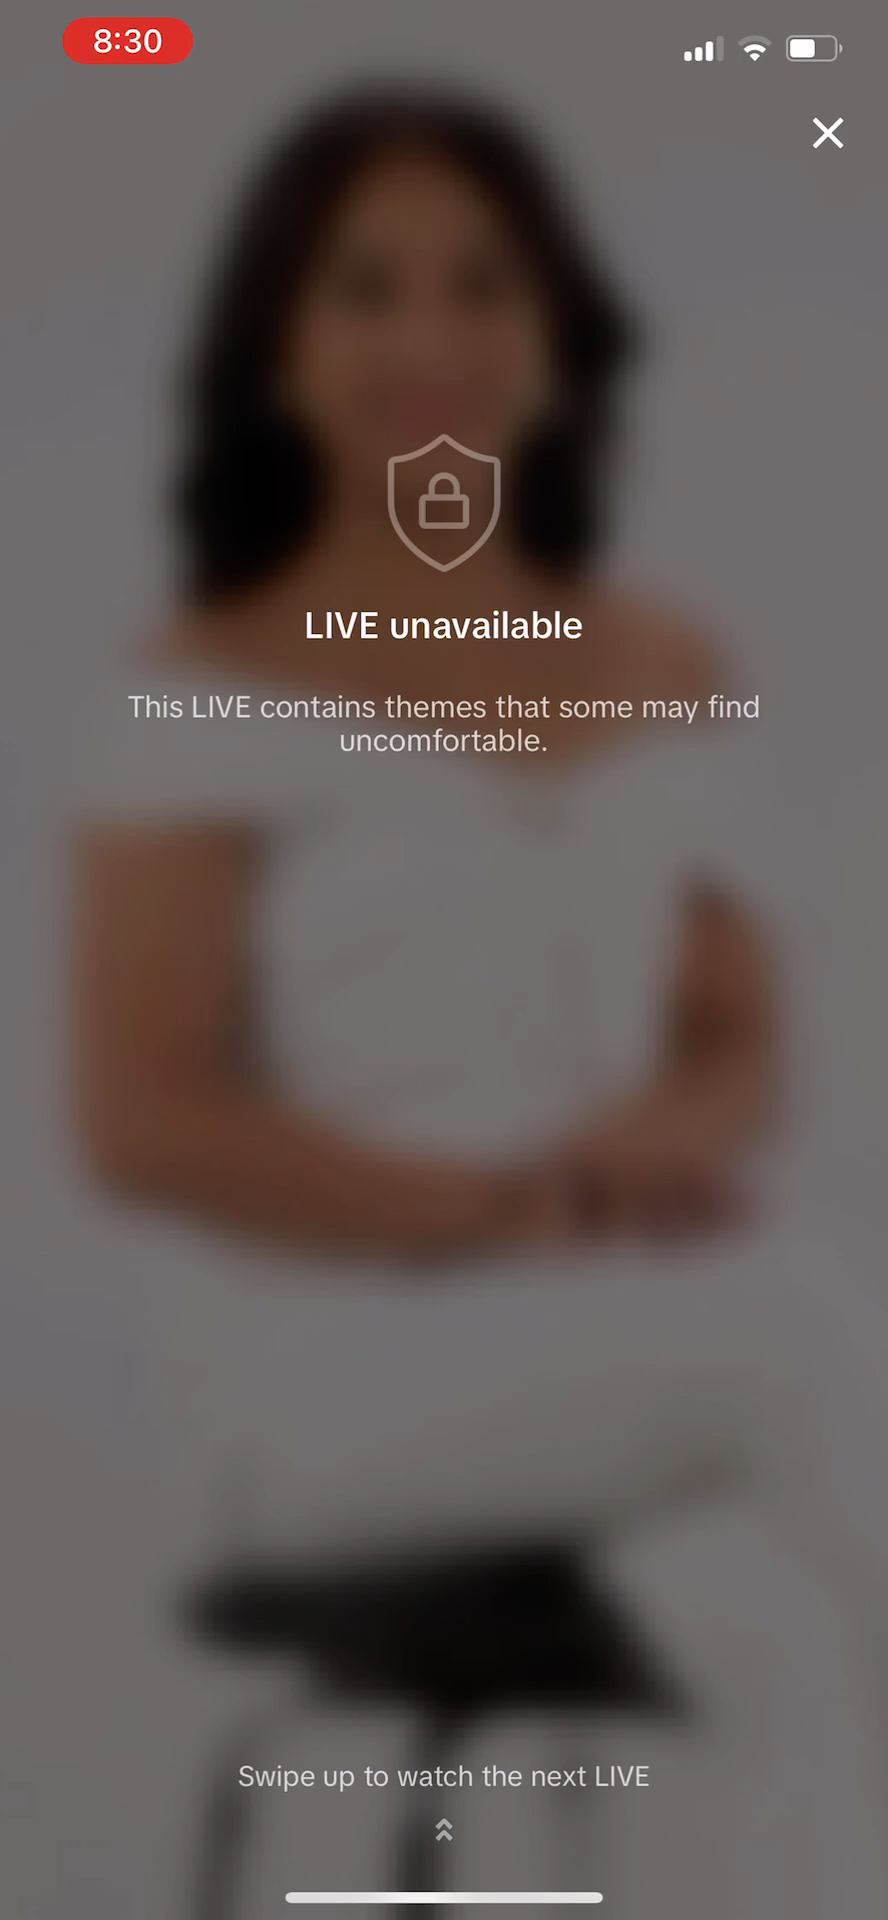 8:30
LIVE unavailable
This LIVE contains themes that some may find
uncomfortable.
Swipe up to watch the next LIVE